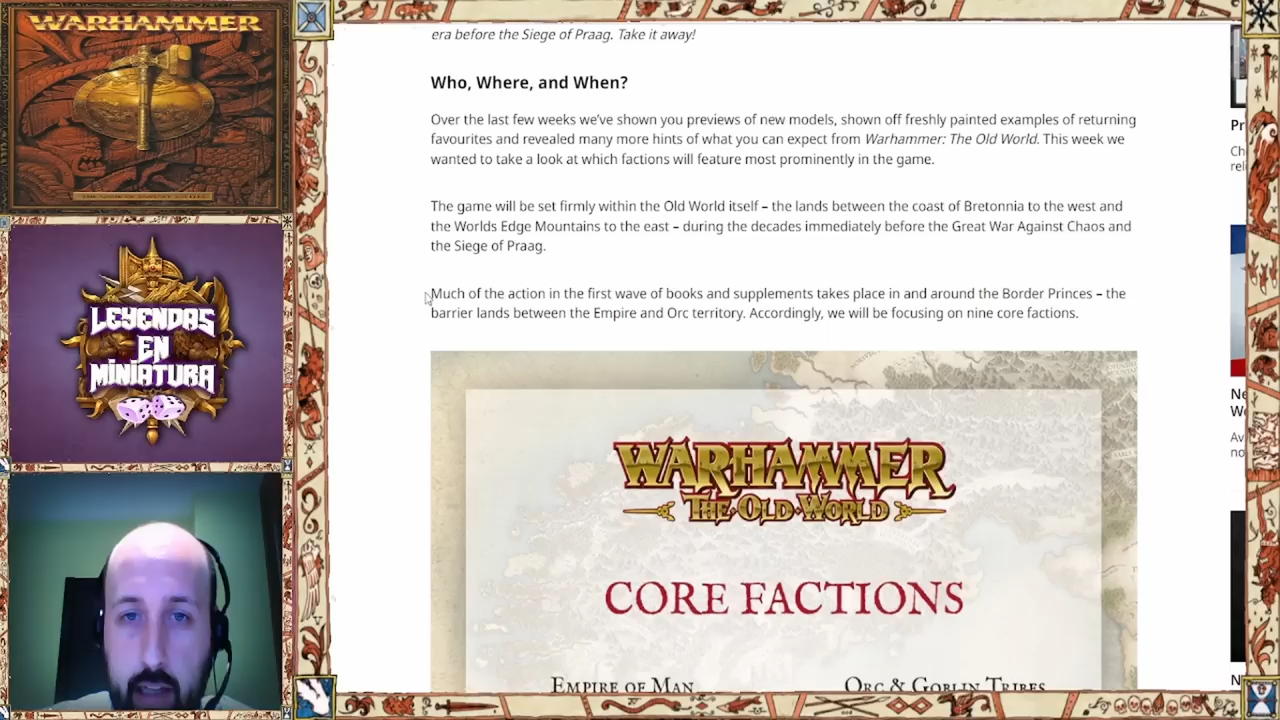 WARHAMMER
LEYENDAS
EN
MINIATURA
era before the Siege of Praag. Take it away!
Who, Where, and When?
Over the last few weeks we’ve shown you previews of new models, shown off freshly painted examples of returning
favourites and revealed many more hints of what you can expect from Warhammer: The Old World. This week we
wanted to take a look at which factions will feature most prominently in the game.
The game will be set firmly within the Old World itself – the lands between the coast of Bretonnia to the west and
the Worlds Edge Mountains to the east – during the decades immediately before the Great War Against Chaos and
the Siege of Praag.
Much of the action in the first wave of books and supplements takes place in and around the Border Princes – the
barrier lands between the Empire and Orc territory. Accordingly, we will be focusing on nine core factions.
WARHAMMER
THE OLD WORLD
CORE FACTIONS
EMPIRE OF MAN
ORC & GOBLIN TRIBES
Pr
Ch
reli
Ne
We
Av
no
N